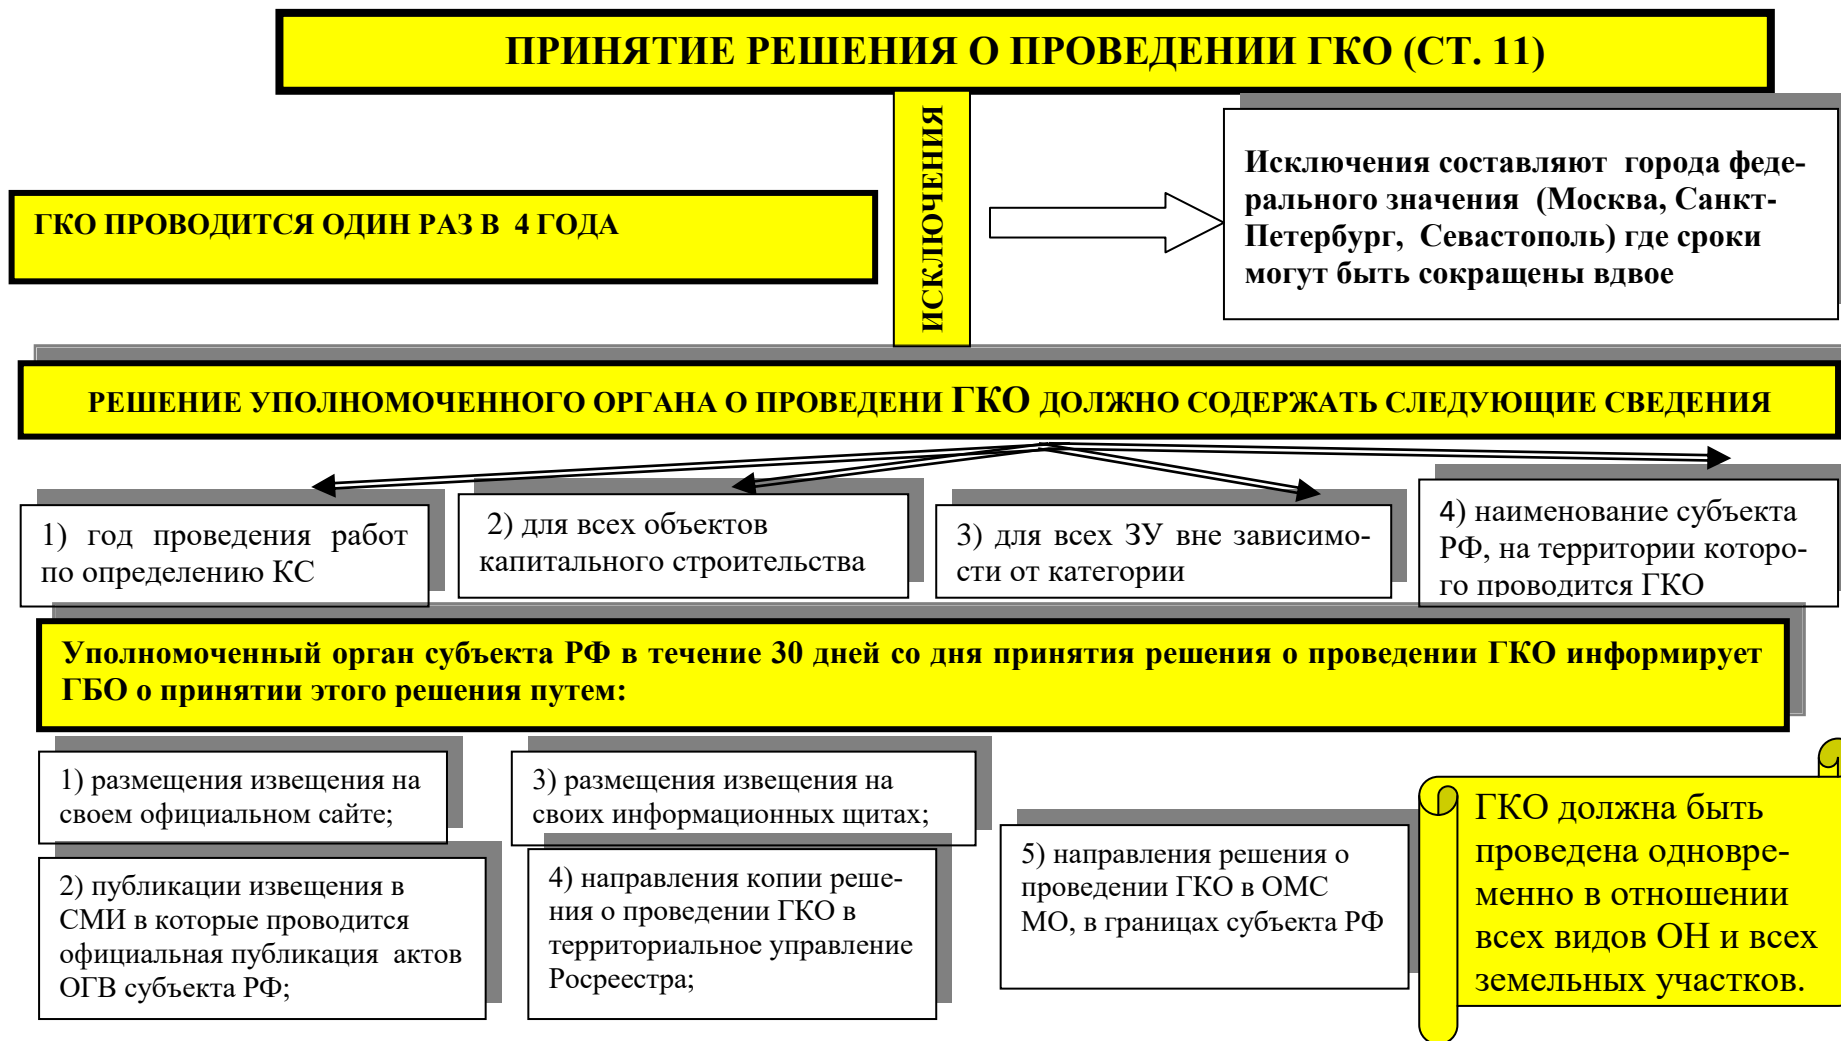 ПРИНЯТИЕ РЕШЕНИЯ О ПРОВЕДЕНИИ ГКО (СТ. 11)
ИСКЛЮЧЕНИЯ
ГКО ПРОВОДИТСЯ ОДИН РАЗ В 4 ГОДА
Исключения составляют города феде-
рального значения (Москва, Санкт-
Петербург, Севастополь) где сроки
могут быть сокращены вдвое
РЕШЕНИЕ УПОЛНОМОЧЕННОГО ОРГАНА О ПРОВЕДЕНИ ГКО ДОЛЖНО СОДЕРЖАТЬ СЛЕДУЮЩИЕ СВЕДЕНИЯ
1) год проведения работ
по определению КС
2) для всех объектов
капитального строительства
3) для всех ЗУ вне зависимо-
сти от категории
4) наименование субъекта
РФ, на территории которо-
го проводится ГКО
Уполномоченный орган субъекта РФ в течение 30 дней со дня принятия решения о проведении ГКО информирует
ГБО о принятии этого решения путем:
1) размещения извещения на
своем официальном сайте;
2) публикации извещения в
СМИ в которые проводится
официальная публикация актов
ОГВ субъекта РФ;
3) размещения извещения на
своих информационных щитах;
4) направления копии реше-
ния о проведении ГКО в
территориальное управление
Росреестра;
5) направления решения о
проведении ГКО в ОМС
МО, в границах субъекта РФ
ГКО должна быть
проведена одновре-
менно в отношении
всех видов ОН и всех
земельных участков.